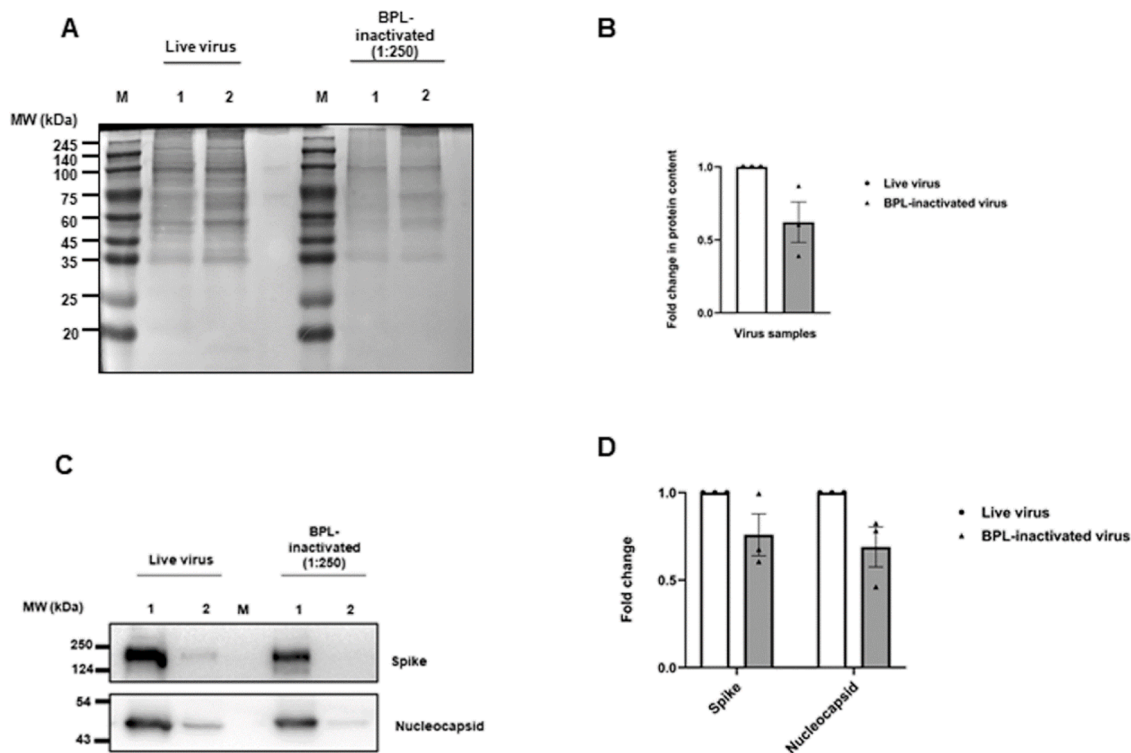 A
Live virus
BPL-
inactivated
(1:250)
M 1 2 M 1 2
MW (kDa)
245
140
100
75
60
45
35
25
20
B
Fold change in protein content
1.0
0.5
0.0
Virus samples
Live virus
BPL-inactivated virus
C
Live virus
BPL-
inactivated
(1:250)
MW (kDa) 1 2 M 1 2
250
124
Spike
54
43
Nucleocapsid
D
Fold change
1.0
0.5
0.0
Spike
Nucleocapsid
Live virus
BPL-inactivated virus